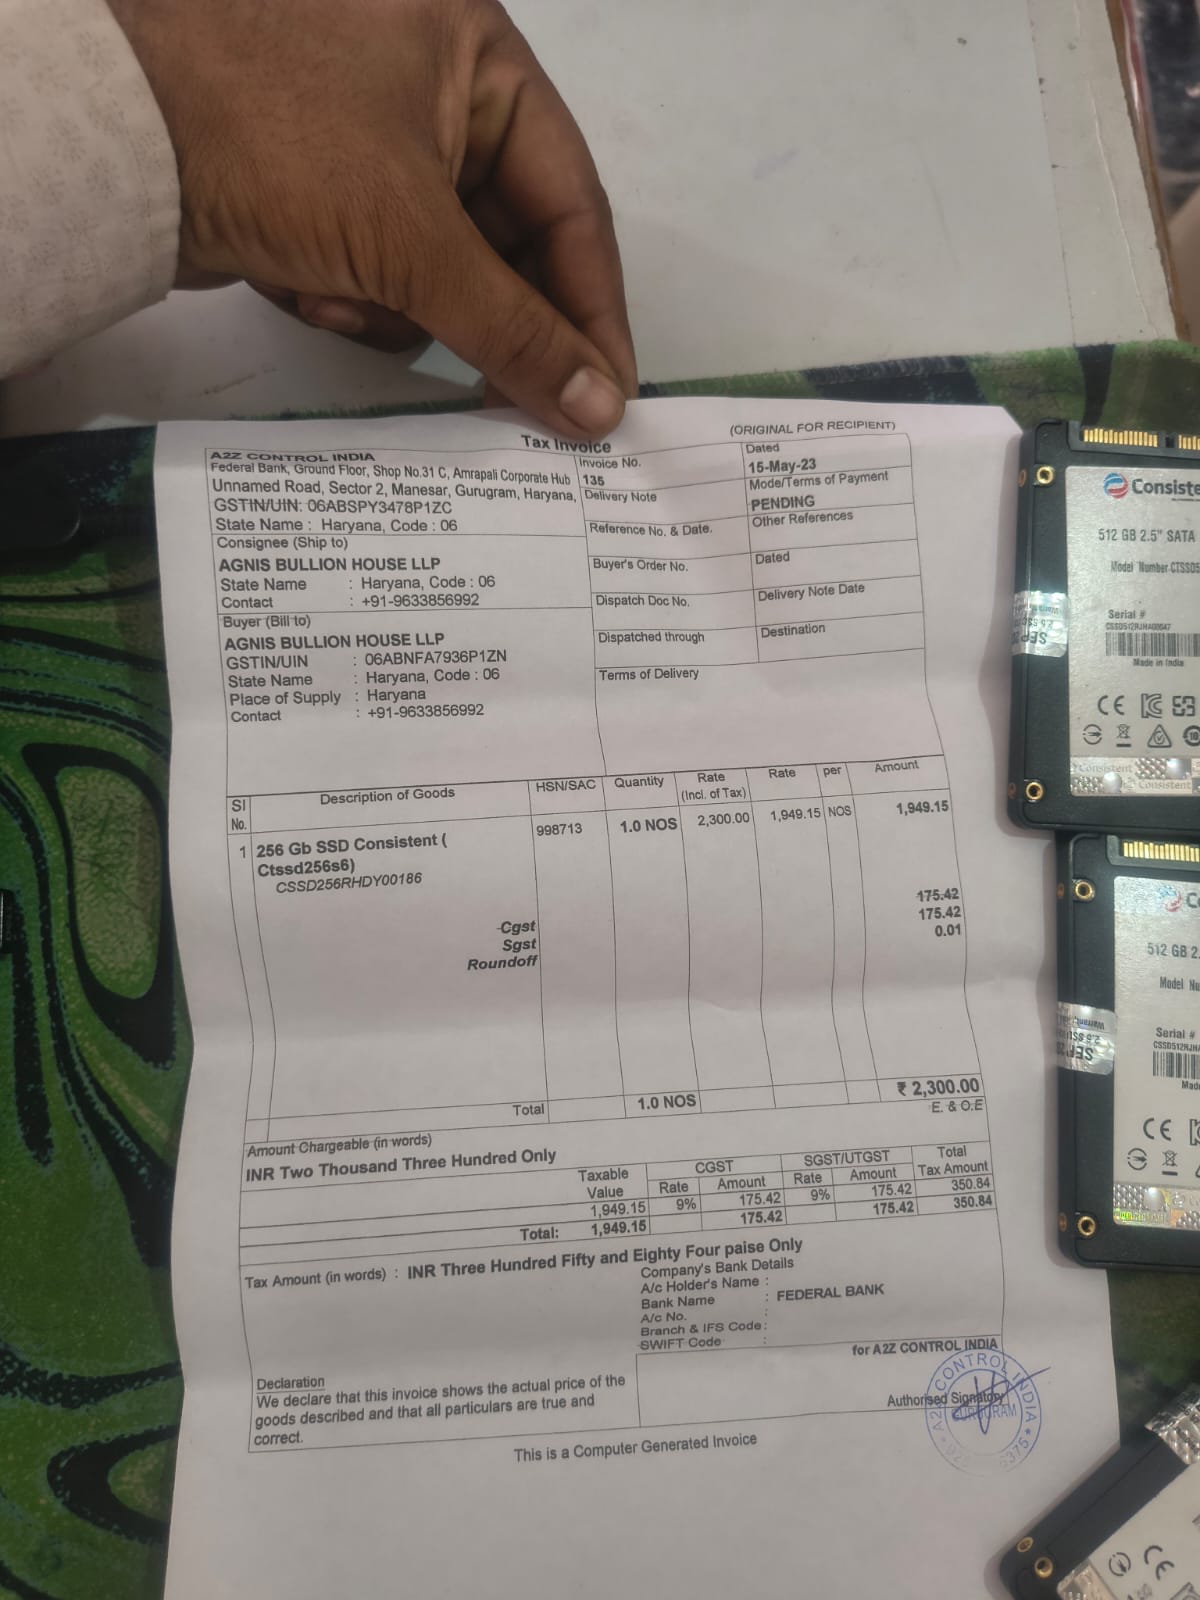 Tax Invoice
(ORIGINAL FOR RECIPIENT)
A2Z CONTROL INDIA
Federal Bank, Ground Floor, Shop No.31 C, Amrapali Corporate Hub
Unnamed Road, Sector 2, Manesar, Gurugram, Haryana,
GSTIN/UIN: 06ABSPY3478P1ZC
State Name : Haryana, Code : 06
Invoice No.
135
Dated
15-May-23
Delivery Note
Mode/Terms of Payment
PENDING
Reference No. & Date.
Other References
Consignee (Ship to)
AGNIS BULLION HOUSE LLP
State Name : Haryana, Code : 06
Contact : +91-9633856992
Buyer's Order No.
Dated
Dispatch Doc No.
Delivery Note Date
Buyer (Bill to)
AGNIS BULLION HOUSE LLP
GSTIN/UIN : 06ABNFA7936P1ZN
State Name : Haryana, Code : 06
Place of Supply : Haryana
Contact : +91-9633856992
Dispatched through
Destination
Terms of Delivery
Sl No. Description of Goods HSN/SAC Quantity Rate (Incl. of Tax) Rate per Amount
1 256 Gb SSD Consistent ( 998713 1.0 NOS 2,300.00 1,949.15 NOS 1,949.15
Ctssd256s6)
CSSD256RHDY00186
Cgst 175.42
Sgst 175.42
Roundoff 0.01
Total 1.0 NOS ₹ 2,300.00
E. & O.E
Amount Chargeable (in words)
INR Two Thousand Three Hundred Only
Taxable Value CGST SGST/UTGST Total Tax Amount
Rate Amount Rate Amount
1,949.15 9% 175.42 9% 175.42 350.84
Total: 1,949.15 175.42 175.42 350.84
Tax Amount (in words) : INR Three Hundred Fifty and Eighty Four paise Only
Company's Bank Details
A/c Holder's Name :
Bank Name : FEDERAL BANK
A/c No. :
Branch & IFS Code :
SWIFT Code :
Declaration
We declare that this invoice shows the actual price of the
goods described and that all particulars are true and
correct.
for A2Z CONTROL INDIA
Authorised Signatory
A2Z CONTROL INDIA
GURUGRAM
This is a Computer Generated Invoice
512 GB 2.5" SATA
Model Number
Serial #
CSSD512RJHA00047
Made in India
CE
Consistent
Consistent
512 GB
Serial #
CE
CE